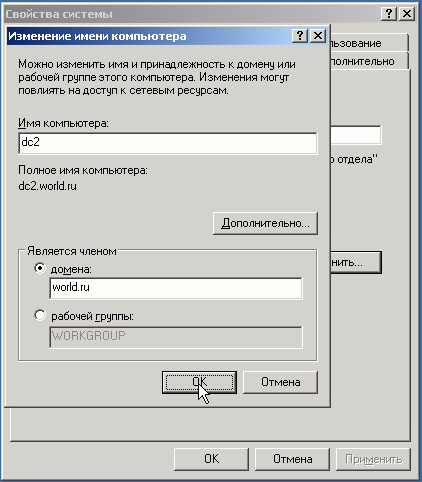 Свойства системы
Изменение имени компьютера
Можно изменить имя и принадлежность к домену или
рабочей группе этого компьютера. Изменения могут
повлиять на доступ к сетевым ресурсам.
Имя компьютера:
dc2
Полное имя компьютера:
dc2.world.ru
Дополнительно...
Является членом
домена:
world.ru
рабочей группы:
WORKGROUP
OK
Отмена
льзование
полнительно
о отдела"
нить...
OK
Отмена
Применить